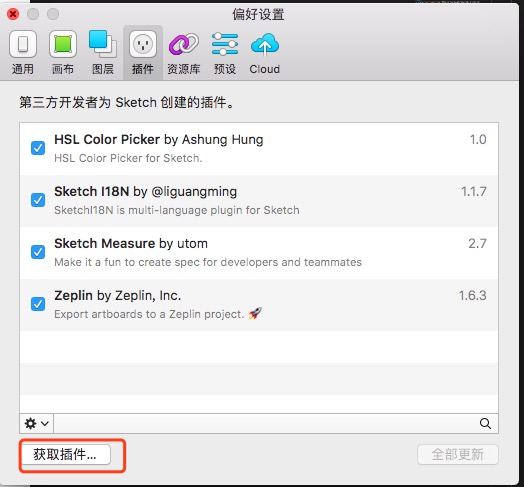 偏好设置
通用 画布 图层 插件 资源库 预设 Cloud
第三方开发者为 Sketch 创建的插件。
HSL Color Picker by Ashung Hung 1.0
HSL Color Picker for Sketch.
Sketch I18N by @liguangming 1.1.7
SketchI18N is multi-language plugin for Sketch
Sketch Measure by utom 2.7
Make it a fun to create spec for developers and teammates
Zeplin by Zeplin, Inc. 1.6.3
Export artboards to a Zeplin project. 🚀
获取插件... 全部更新